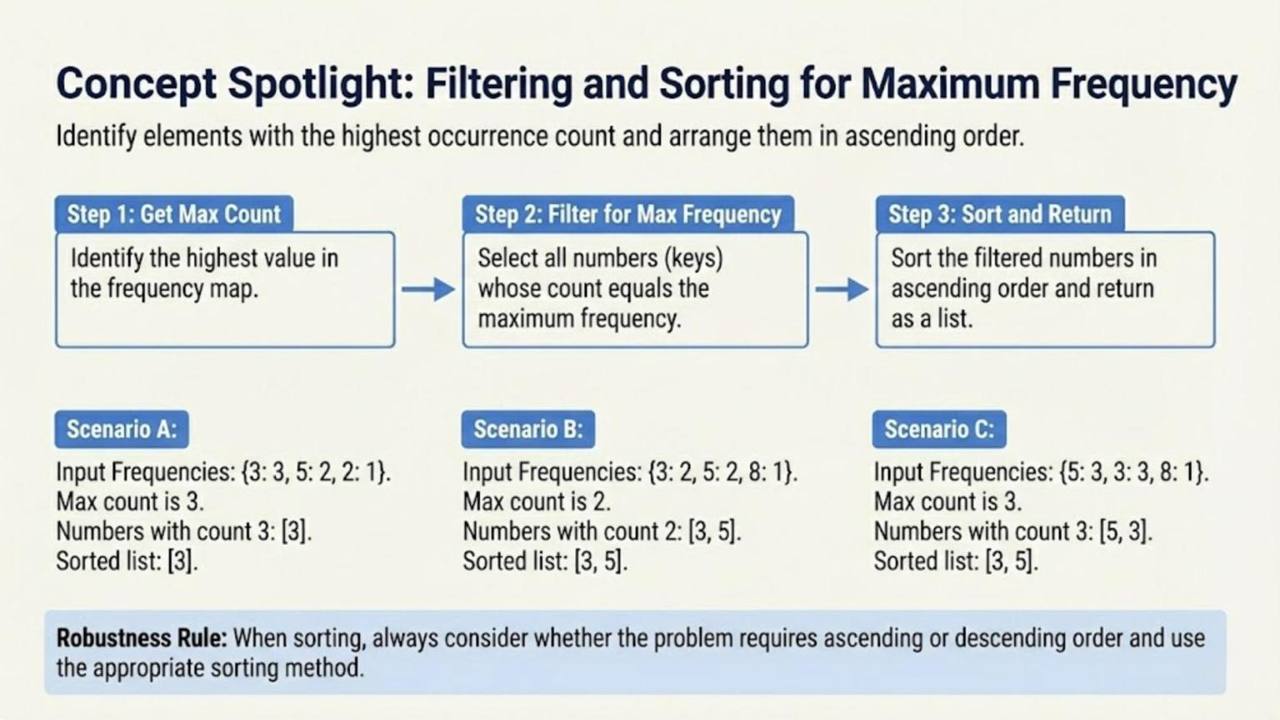 Concept Spotlight: Filtering and Sorting for Maximum Frequency
Identify elements with the highest occurrence count and arrange them in ascending order.
Step 1: Get Max Count
Identify the highest value in
the frequency map.
Step 2: Filter for Max Frequency
Select all numbers (keys)
whose count equals the
maximum frequency.
Step 3: Sort and Return
Sort the filtered numbers in
ascending order and return
as a list.
Scenario A:
Input Frequencies: {3: 3, 5: 2, 2: 1}.
Max count is 3.
Numbers with count 3: [3].
Sorted list: [3].
Scenario B:
Input Frequencies: {3: 2, 5: 2, 8: 1}.
Max count is 2.
Numbers with count 2: [3, 5].
Sorted list: [3, 5].
Scenario C:
Input Frequencies: {5: 3, 3: 3, 8: 1}.
Max count is 3.
Numbers with count 3: [5, 3].
Sorted list: [3, 5].
Robustness Rule: When sorting, always consider whether the problem requires ascending or descending order and use
the appropriate sorting method.